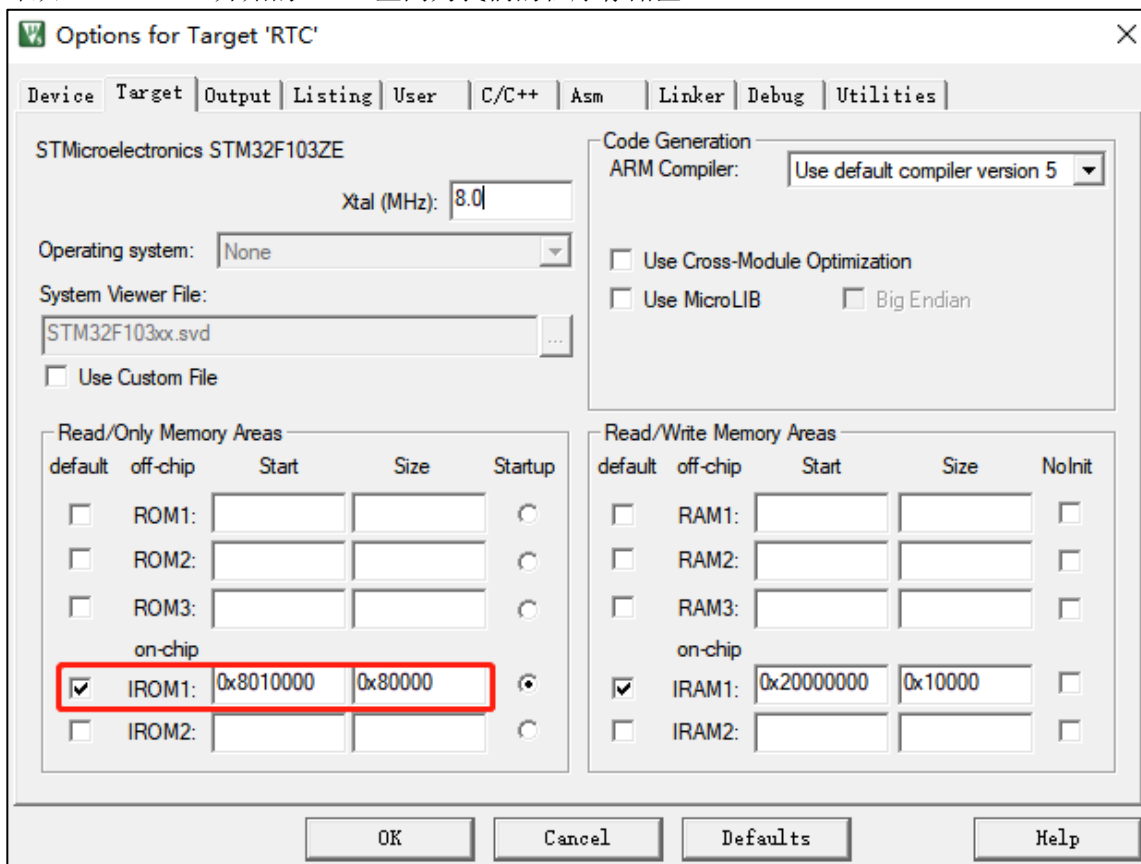 Options for Target 'RTC'
Device Target Output Listing User C/C++ Asm Linker Debug Utilities
STMicroelectronics STM32F103ZE
Xtal (MHz): 8.0
Operating system: None
System Viewer File:
STM32F103xx.svd ...
Use Custom File
Code Generation
ARM Compiler: Use default compiler version 5
Use Cross-Module Optimization
Use MicroLIB Big Endian
Read/Only Memory Areas
default off-chip Start Size Startup
ROM1:
ROM2:
ROM3:
on-chip
IROM1: 0x8010000 0x80000
IROM2:
Read/Write Memory Areas
default off-chip Start Size NoInit
RAM1:
RAM2:
RAM3:
on-chip
IRAM1: 0x20000000 0x10000
IRAM2:
OK Cancel Defaults Help